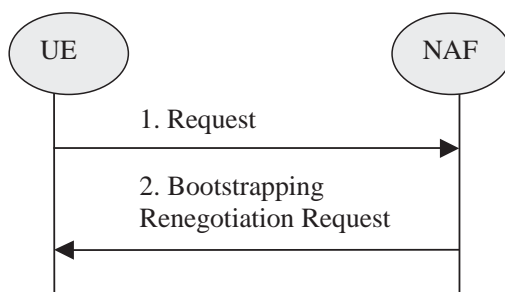 UE
NAF
1. Request
2. Bootstrapping
Renegotiation Request